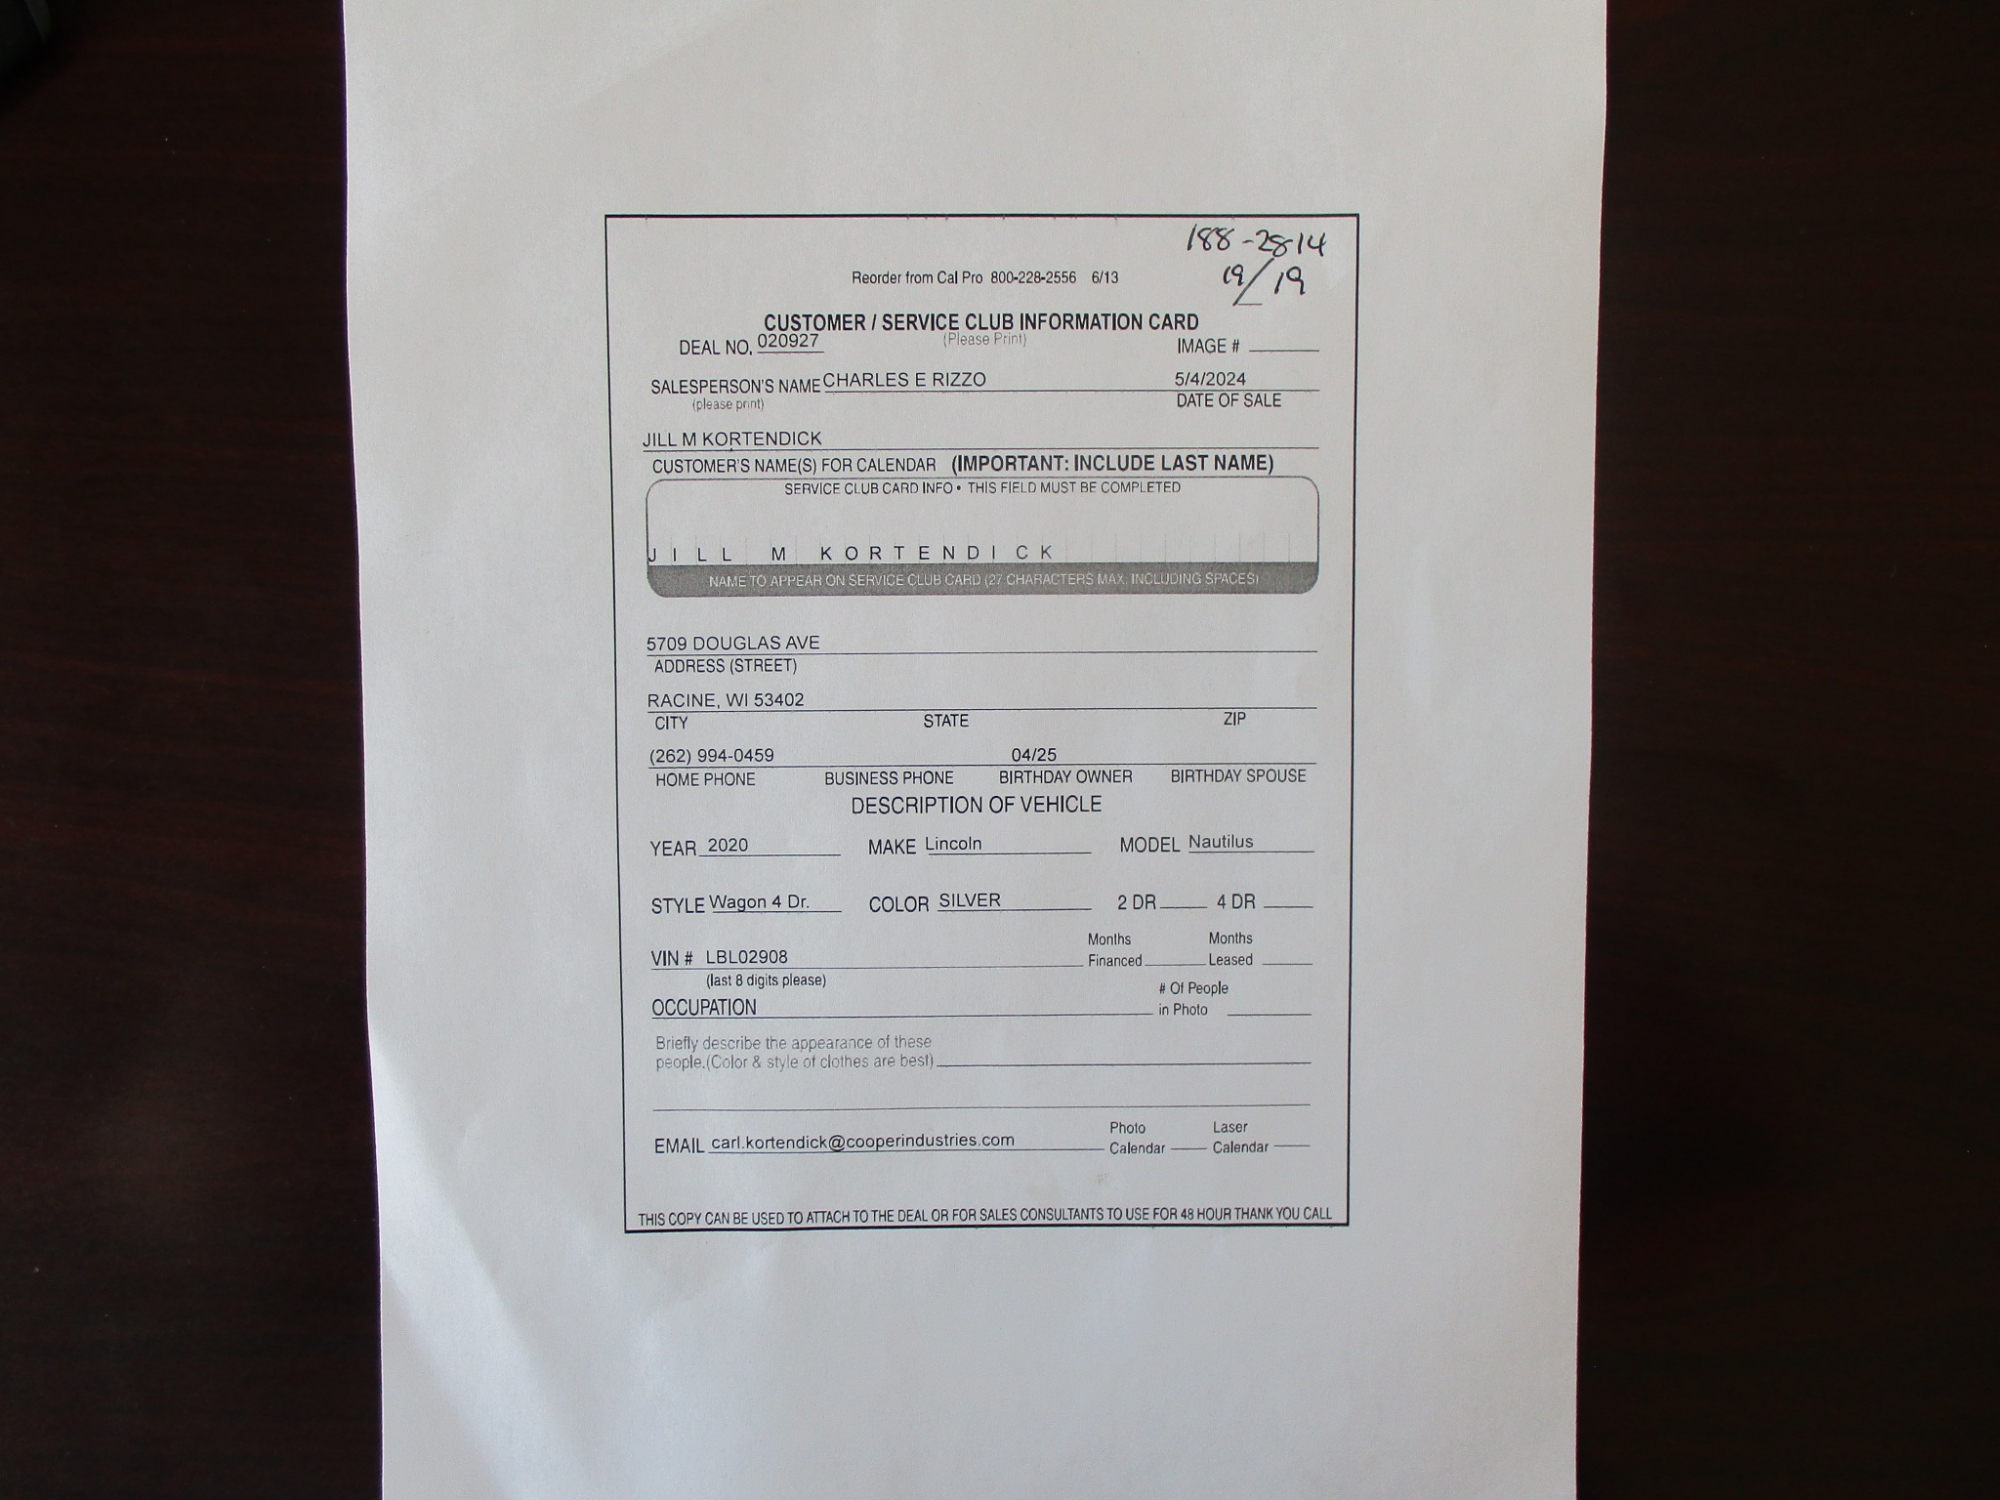 188-2814
19/19
Reorder from Cal Pro 800-228-2556 6/13
CUSTOMER / SERVICE CLUB INFORMATION CARD
(Please Print)
DEAL NO. 020927 IMAGE #
SALESPERSON'S NAME CHARLES E RIZZO 5/4/2024
(please print) DATE OF SALE
JILL M KORTENDICK
CUSTOMER'S NAME(S) FOR CALENDAR (IMPORTANT: INCLUDE LAST NAME)
SERVICE CLUB CARD INFO • THIS FIELD MUST BE COMPLETED
JILL M KORTENDICK
NAME TO APPEAR ON SERVICE CLUB CARD (27 CHARACTERS MAX. INCLUDING SPACES)
5709 DOUGLAS AVE
ADDRESS (STREET)
RACINE, WI 53402
CITY STATE ZIP
(262) 994-0459 04/25
HOME PHONE BUSINESS PHONE BIRTHDAY OWNER BIRTHDAY SPOUSE
DESCRIPTION OF VEHICLE
YEAR 2020 MAKE Lincoln MODEL Nautilus
STYLE Wagon 4 Dr. COLOR SILVER 2 DR 4 DR
Months Months
VIN # LBL02908 Financed Leased
(last 8 digits please) # Of People
OCCUPATION in Photo
Briefly describe the appearance of these
people.(Color & style of clothes are best)
Photo Laser
EMAIL carl.kortendick@cooperindustries.com Calendar Calendar
THIS COPY CAN BE USED TO ATTACH TO THE DEAL OR FOR SALES CONSULTANTS TO USE FOR 48 HOUR THANK YOU CALL